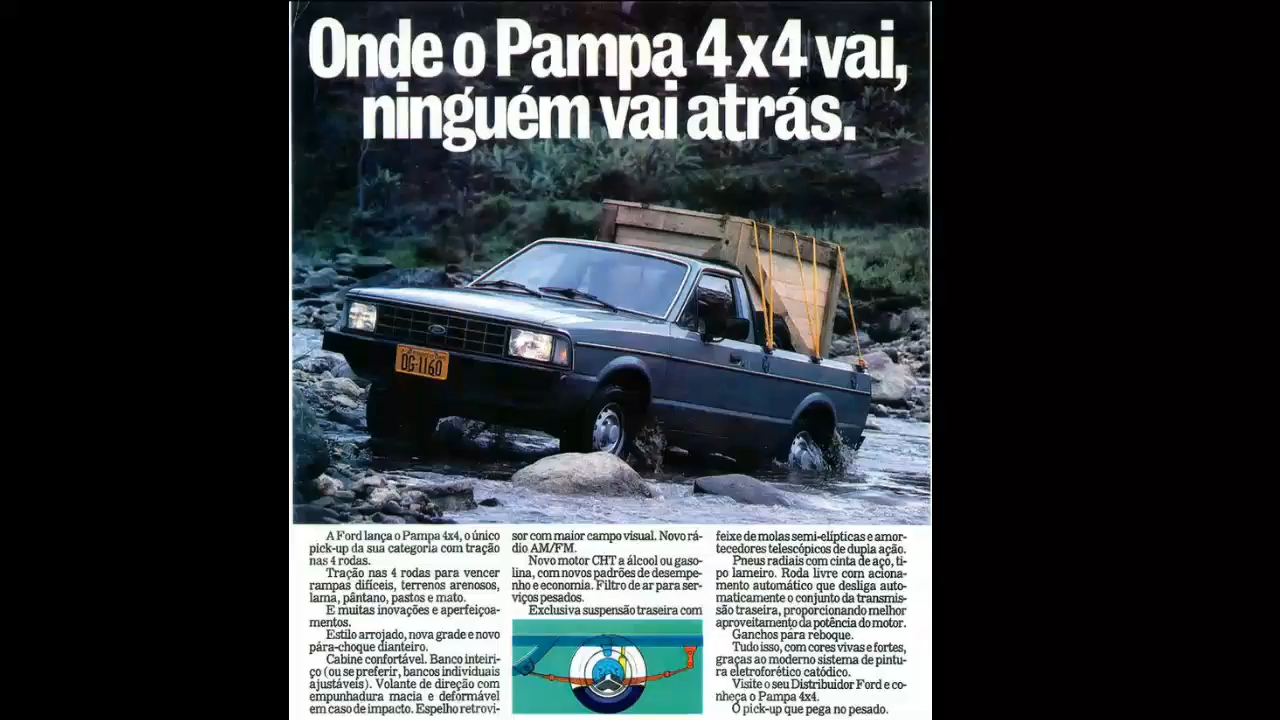 Onde o Pampa 4x4 vai,
ninguém vai atrás.
OG-1160
A Ford lança o Pampa 4x4, o único
pick-up da sua categoria com tração
nas 4 rodas.
Tração nas 4 rodas para vencer
rampas difíceis, terrenos arenosos,
lama, pântano, pastos e mato.
E muitas inovações e aperfeiçoa-
mentos.
Estilo arrojado, nova grade e novo
pára-choque dianteiro.
Cabine confortável. Banco inteiri-
ço (ou se preferir, bancos individuais
ajustáveis). Volante de direção com
empunhadura macia e deformável
em caso de impacto. Espelho retrovi-
sor com maior campo visual. Novo rá-
dio AM/FM.
Novo motor CHT a álcool ou gaso-
lina, com novos padrões de desempe-
nho e economia. Filtro de ar para ser-
viços pesados.
Exclusiva suspensão traseira com
feixe de molas semi-elípticas e amor-
tecedores telescópicos de dupla ação.
Pneus radiais com cinta de aço, ti-
po lameiro. Roda livre com aciona-
mento automático que desliga auto-
maticamente o conjunto da transmis-
são traseira, proporcionando melhor
aproveitamento da potência do motor.
Ganchos para reboque.
Tudo isso, com cores vivas e fortes,
graças ao moderno sistema de pintu-
ra eletroforético catódico.
Visite o seu Distribuidor Ford e co-
nheça o Pampa 4x4.
O pick-up que pega no pesado.